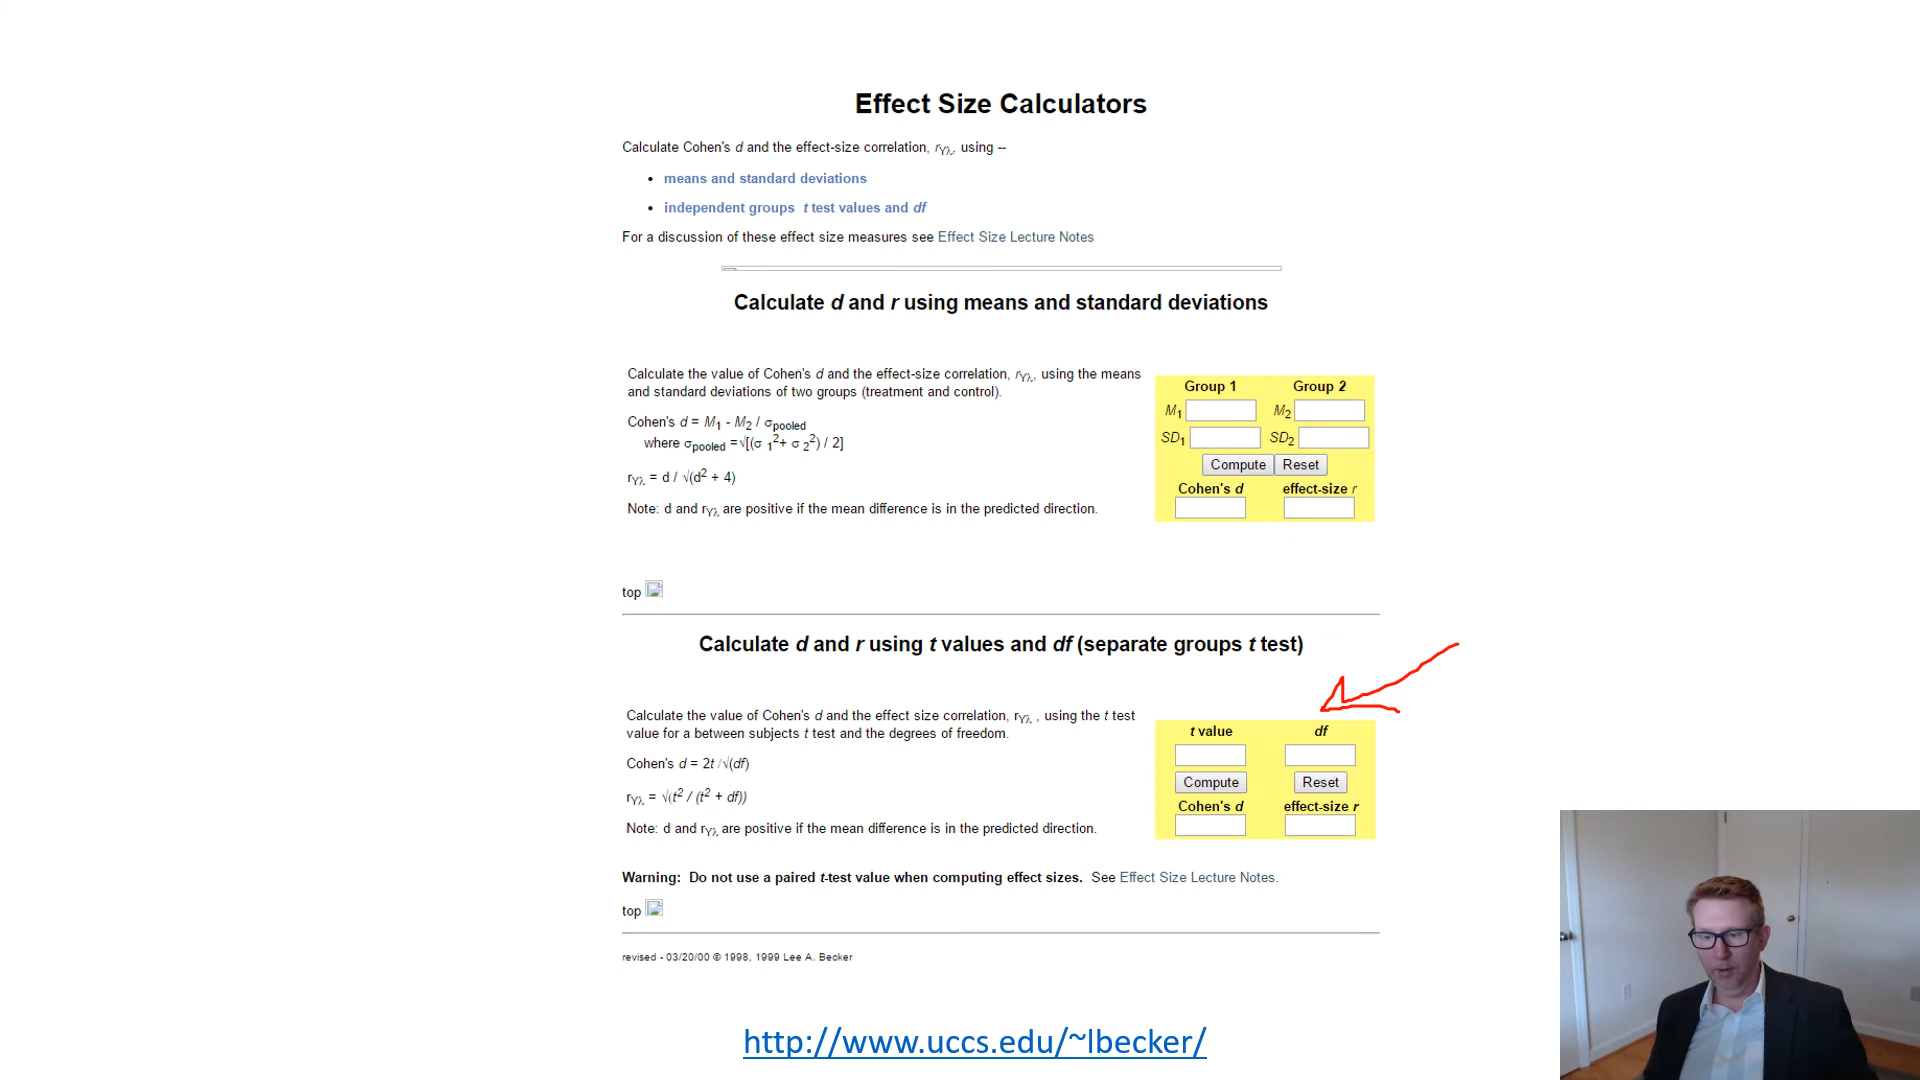 Effect Size Calculators
Calculate Cohen's d and the effect-size correlation, rYλ, using --
• means and standard deviations
• independent groups t test values and df
For a discussion of these effect size measures see Effect Size Lecture Notes
Calculate d and r using means and standard deviations
Calculate the value of Cohen's d and the effect-size correlation, rYλ, using the means
and standard deviations of two groups (treatment and control).
Cohen's d = M1 - M2 / σpooled
where σpooled =√[(σ 1²+ σ 2²) / 2]
rYλ = d / √(d² + 4)
Note: d and rYλ are positive if the mean difference is in the predicted direction.
Group 1 Group 2
M1 M2
SD1 SD2
Compute Reset
Cohen's d effect-size r
top
Calculate d and r using t values and df (separate groups t test)
Calculate the value of Cohen's d and the effect size correlation, rYλ , using the t test
value for a between subjects t test and the degrees of freedom.
Cohen's d = 2t /√(df)
rYλ = √(t² / (t² + df))
Note: d and rYλ are positive if the mean difference is in the predicted direction.
t value df
Compute Reset
Cohen's d effect-size r
Warning: Do not use a paired t-test value when computing effect sizes. See Effect Size Lecture Notes.
top
revised - 03/20/00 © 1998, 1999 Lee A. Becker
http://www.uccs.edu/~lbecker/